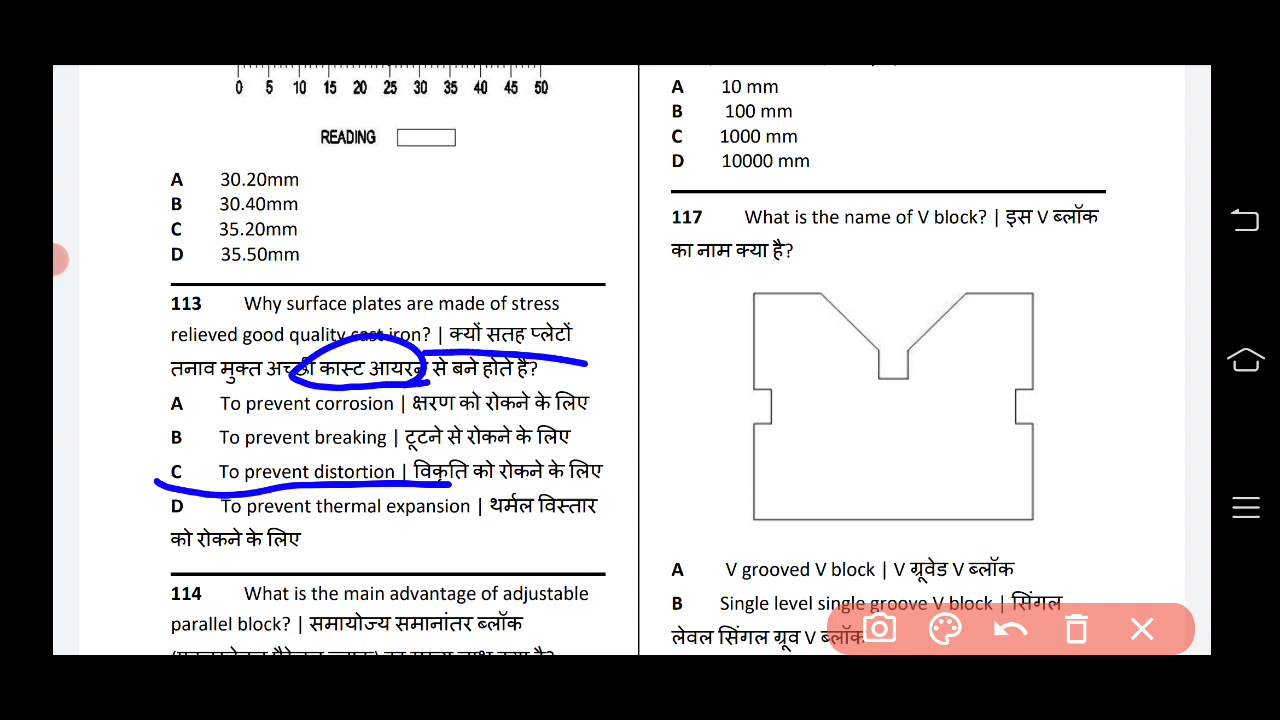 0 5 10 15 20 25 30 35 40 45 50
READING
A 30.20mm
B 30.40mm
C 35.20mm
D 35.50mm
113 Why surface plates are made of stress
relieved good quality cast iron? | क्यों सतह प्लेटों
तनाव मुक्त अच्छी कास्ट आयरन से बने होते हैं?
A To prevent corrosion | क्षरण को रोकने के लिए
B To prevent breaking | टूटने से रोकने के लिए
C To prevent distortion | विकृति को रोकने के लिए
D To prevent thermal expansion | थर्मल विस्तार
को रोकने के लिए
114 What is the main advantage of adjustable
parallel block? | समायोज्य समानांतर ब्लॉक
A 10 mm
B 100 mm
C 1000 mm
D 10000 mm
117 What is the name of V block? | इस V ब्लॉक
का नाम क्या है?
A V grooved V block | V ग्रूवेड V ब्लॉक
B Single level single groove V block | सिंगल
लेवल सिंगल ग्रूव V ब्लॉक